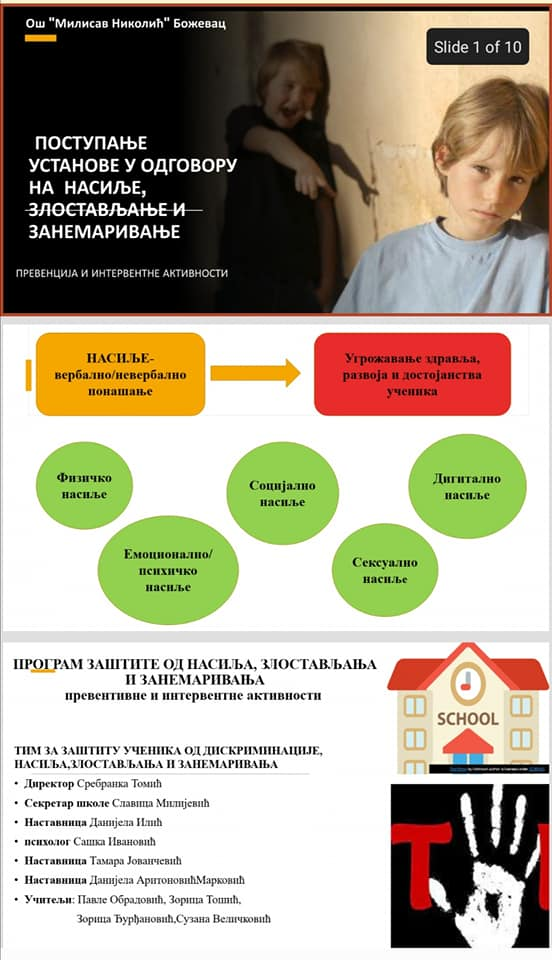 Ош "Милисав Николић" Божевац
Slide 1 of 10
ПОСТУПАЊЕ
УСТАНОВЕ У ОДГОВОРУ
НА НАСИЉЕ,
ЗЛОСТАВЉАЊЕ И
ЗАНЕМАРИВАЊЕ
ПРЕВЕНЦИЈА И ИНТЕРВЕНТНЕ АКТИВНОСТИ
НАСИЉЕ-
вербално/невербално
понашање
Угрожавање здравља,
развоја и достојанства
ученика
Физичко
насиље
Социјално
насиље
Дигитално
насиље
Емоционално/
психичко
насиље
Сексуално
насиље
ПРОГРАМ ЗАШТИТЕ ОД НАСИЉА, ЗЛОСТАВЉАЊА
И ЗАНЕМАРИВАЊА
превентивне и интервентне активности
SCHOOL
ТИМ ЗА ЗАШТИТУ УЧЕНИКА ОД ДИСКРИМИНАЦИЈЕ,
НАСИЉА,ЗЛОСТАВЉАЊА И ЗАНЕМАРИВАЊА
• Директор Сребранка Томић
• Секретар школе Славица Милијевић
• Наставница Данијела Илић
• психолог Сашка Ивановић
• Наставница Тамара Јованчевић
• Наставница Данијела АритоновићМарковић
• Учитељи: Павле Обрадовић, Зорица Тошић,
Зорица Ђурђановић,Сузана Величковић